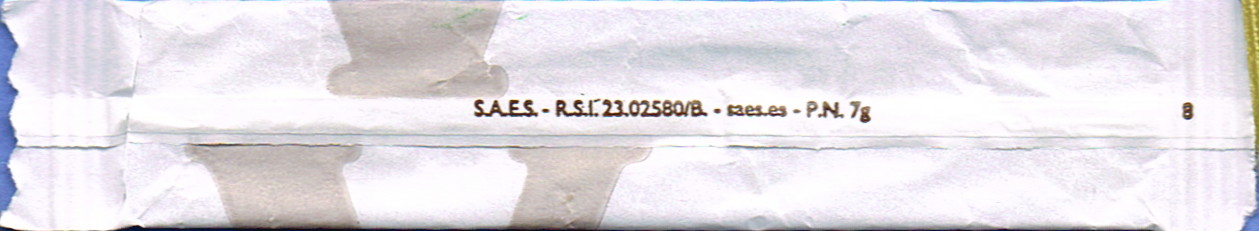 S.A.E.S. - R.S.I. 23.02580/B. - saes.es - P.N. 7g 8